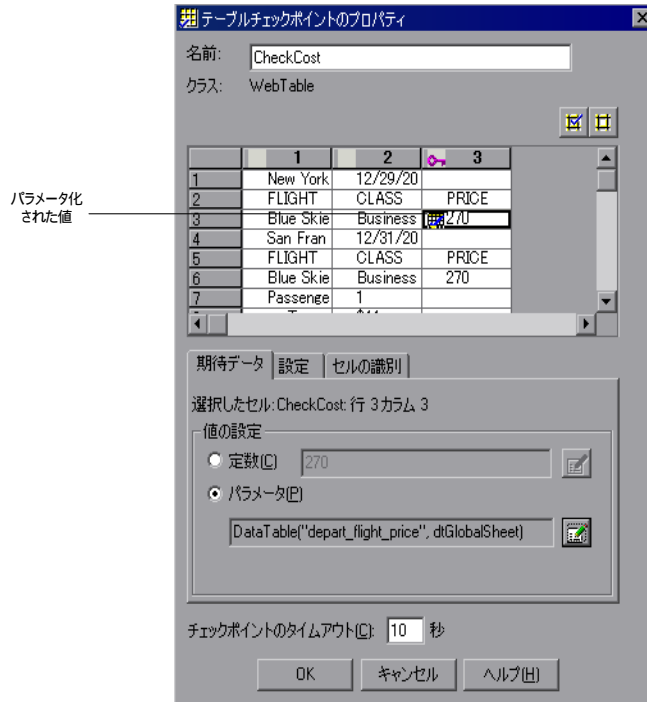 テーブルチェックポイントのプロパティ
名前: CheckCost
クラス: WebTable
1 2 3
1 New York 12/29/20
2 FLIGHT CLASS PRICE
3 Blue Skie Business 270
4 San Fran 12/31/20
5 FLIGHT CLASS PRICE
6 Blue Skie Business 270
7 Passenge 1
パラメータ化
された値
期待データ 設定 セルの識別
選択したセル:CheckCost: 行 3 カラム 3
値の設定
定数(C) 270
パラメータ(P)
DataTable("depart_flight_price", dtGlobalSheet)
チェックポイントのタイムアウト(C): 10 秒
OK キャンセル ヘルプ(H)